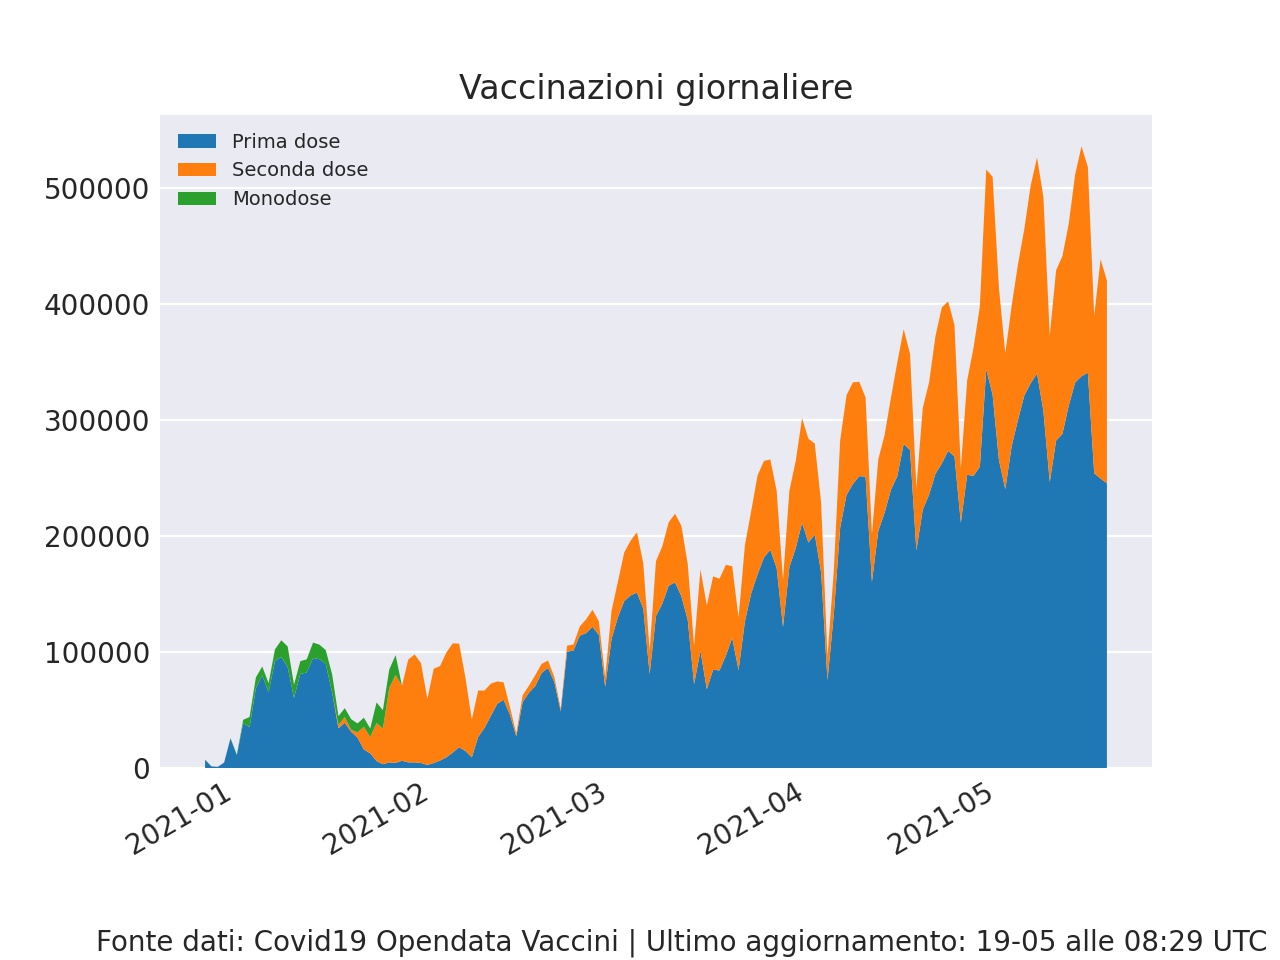 Vaccinazioni giornaliere
Prima dose
Seconda dose
Monodose
500000
400000
300000
200000
100000
0
2021-01
2021-02
2021-03
2021-04
2021-05
Fonte dati: Covid19 Opendata Vaccini | Ultimo aggiornamento: 19-05 alle 08:29 UTC